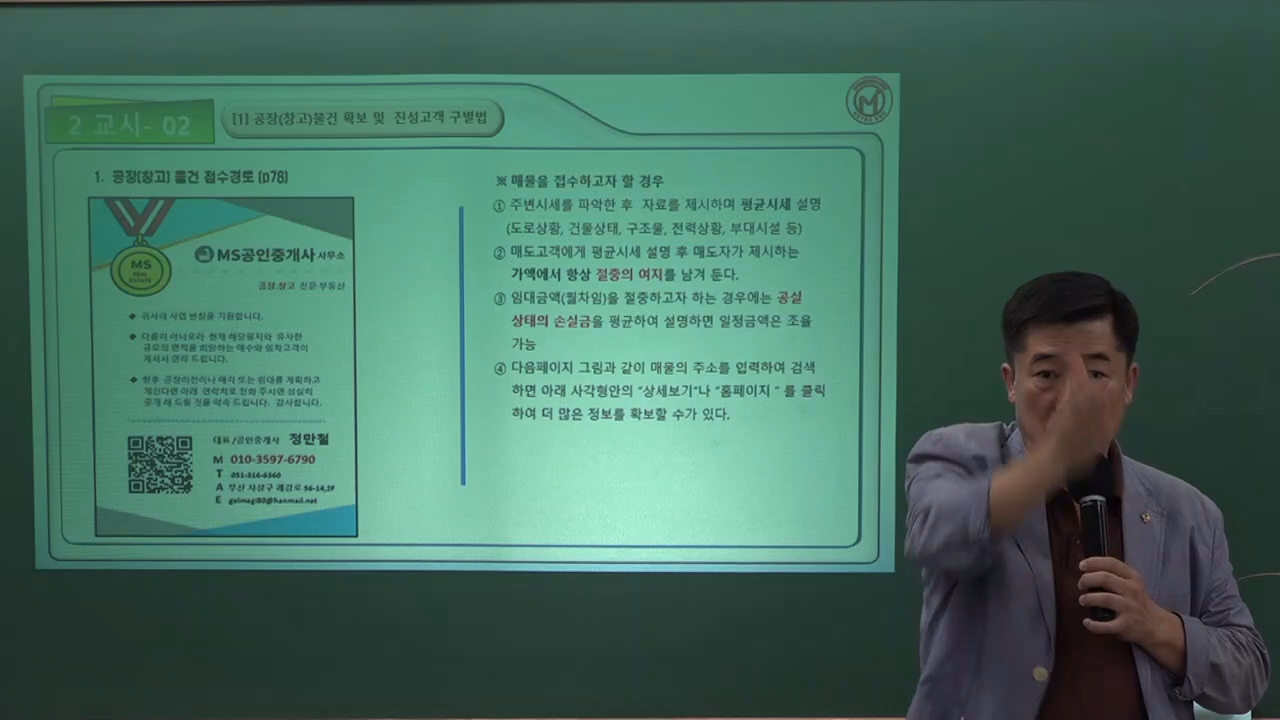 2 교시- 02
[1] 공장(창고)물건 확보 및 진성고객 구별법
M
1. 공장[창고] 물건 접수경로 (p78)
MS
REAL
ESTATE
MS공인중개사 사무소
공장,창고 전문 부동산
◆ 귀사의 사업 번창을 기원합니다.
◆ 다름이 아니오라 현재 해당필지와 유사한
규모의 면적을 희망하는 매수와 임차고객이
계셔서 연락 드립니다.
◆ 향후 공장이전이나 매각 또는 임대를 계획하고
계신다면 아래 연락처로 전화 주시면 성실히
중개 해 드릴 것을 약속 드립니다. 감사합니다.
대표/공인중개사 정만철
M 010-3597-6790
T 051-316-6360
A 부산 사상구 괘감로 56-14,2F
E galmegi80@hanmail.net
※ 매물을 접수하고자 할 경우
① 주변시세를 파악한 후 자료를 제시하며 평균시세 설명
(도로상황, 건물상태, 구조물, 전력상황, 부대시설 등)
② 매도고객에게 평균시세 설명 후 매도자가 제시하는
가액에서 항상 절충의 여지를 남겨 둔다.
③ 임대금액(월차임)을 절충하고자 하는 경우에는 공실
상태의 손실금을 평균하여 설명하면 일정금액은 조율
가능
④ 다음페이지 그림과 같이 매물의 주소를 입력하여 검색
하면 아래 사각형안의 "상세보기"나 "홈페이지 " 를 클릭
하여 더 많은 정보를 확보할 수가 있다.